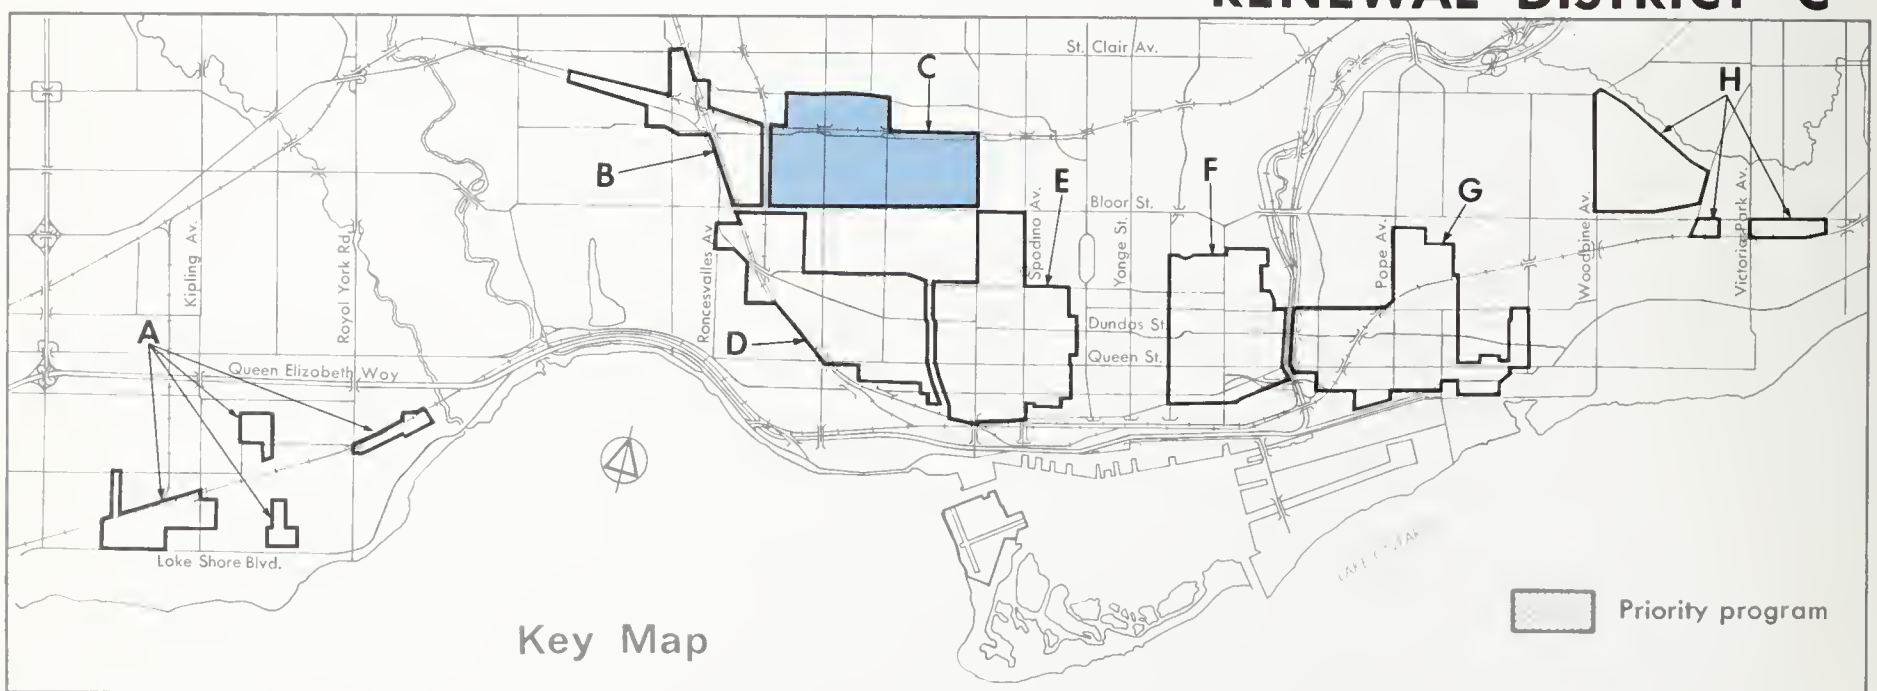 RENEWAL DISTRICT "C"
St. Clair Av.
C
H
B
F
E
G
Bloor St.
Kipling Av.
Royal York Rd.
Roncesvalles Av
Spadina Av.
Yonge St.
Pape Av.
Woodbine Av.
Victoria Park Av.
A
D
Dundas St.
Queen St.
Queen Elizabeth Way
Lake Shore Blvd.
Key Map
Priority program